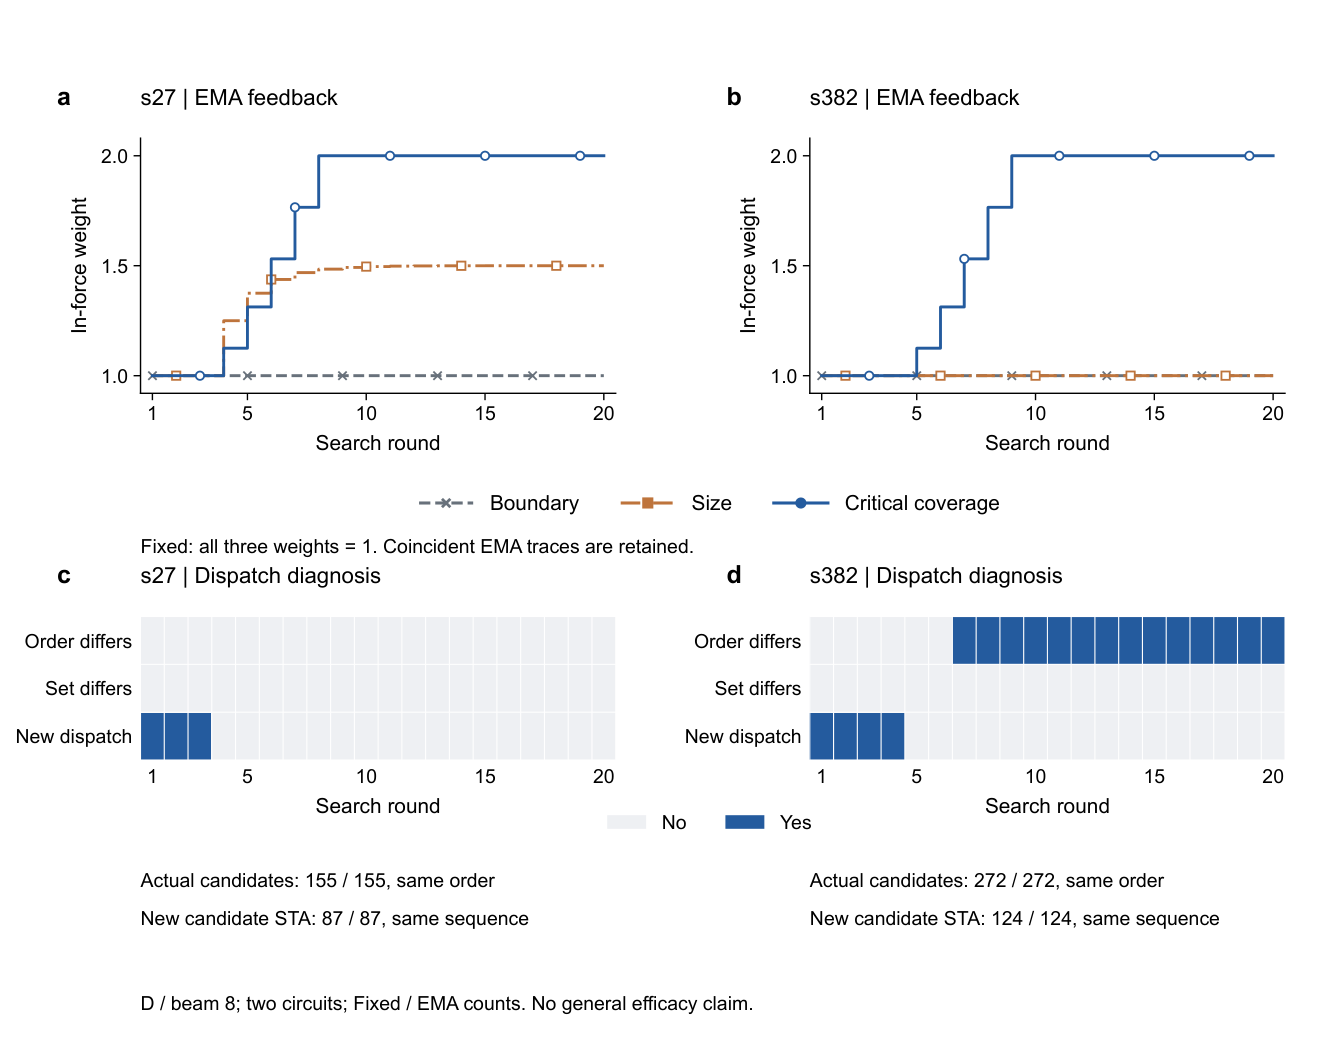 a
s27 | EMA feedback
In-force weight
2.0
1.5
1.0
1 5 10 15 20
Search round
b
s382 | EMA feedback
In-force weight
2.0
1.5
1.0
1 5 10 15 20
Search round
Boundary Size Critical coverage
Fixed: all three weights = 1. Coincident EMA traces are retained.
c
s27 | Dispatch diagnosis
Order differs
Set differs
New dispatch
1 5 10 15 20
Search round
d
s382 | Dispatch diagnosis
Order differs
Set differs
New dispatch
1 5 10 15 20
Search round
No Yes
Actual candidates: 155 / 155, same order
New candidate STA: 87 / 87, same sequence
Actual candidates: 272 / 272, same order
New candidate STA: 124 / 124, same sequence
D / beam 8; two circuits; Fixed / EMA counts. No general efficacy claim.